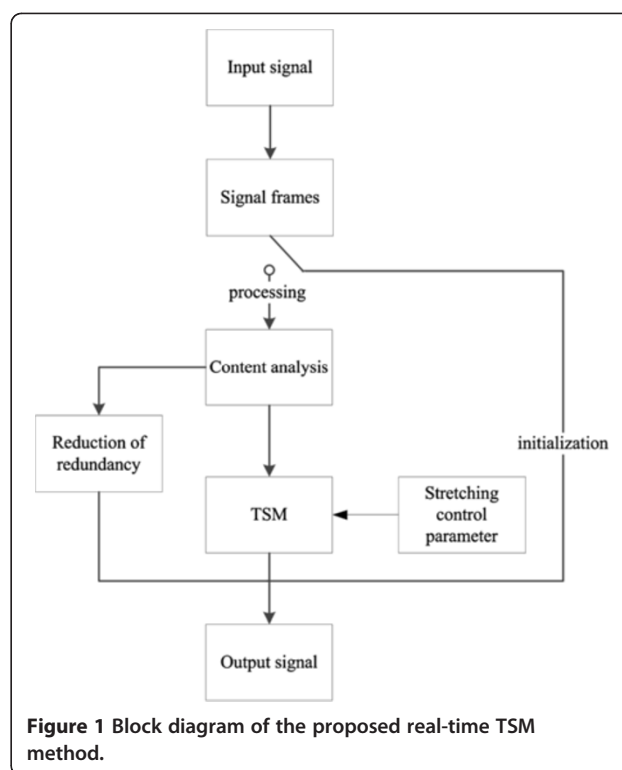 Input signal
Signal frames
processing
Content analysis
Reduction of
redundancy
initialization
TSM
Stretching
control
parameter
Output signal
Figure 1 Block diagram of the proposed real-time TSM
method.